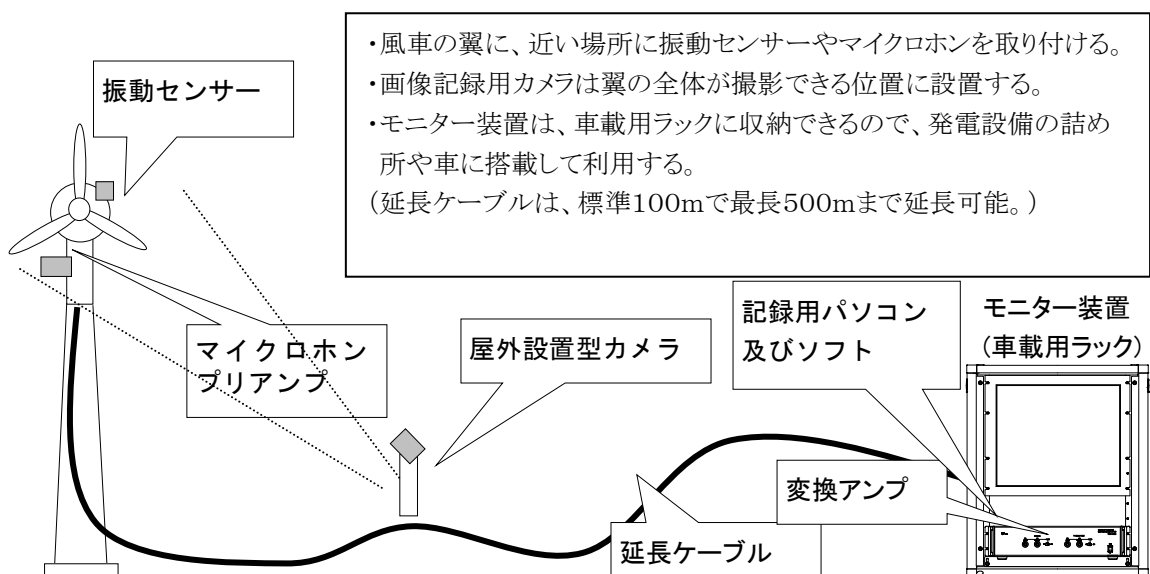 ・風車の翼に、近い場所に振動センサーやマイクロホンを取り付ける。
・画像記録用カメラは翼の全体が撮影できる位置に設置する。
・モニター装置は、車載用ラックに収納できるので、発電設備の詰め
所や車に搭載して利用する。
(延長ケーブルは、標準100mで最長500mまで延長可能。)
振動センサー
マイクロホン
プリアンプ
屋外設置型カメラ
記録用パソコン
及びソフト
モニター装置
(車載用ラック)
変換アンプ
延長ケーブル